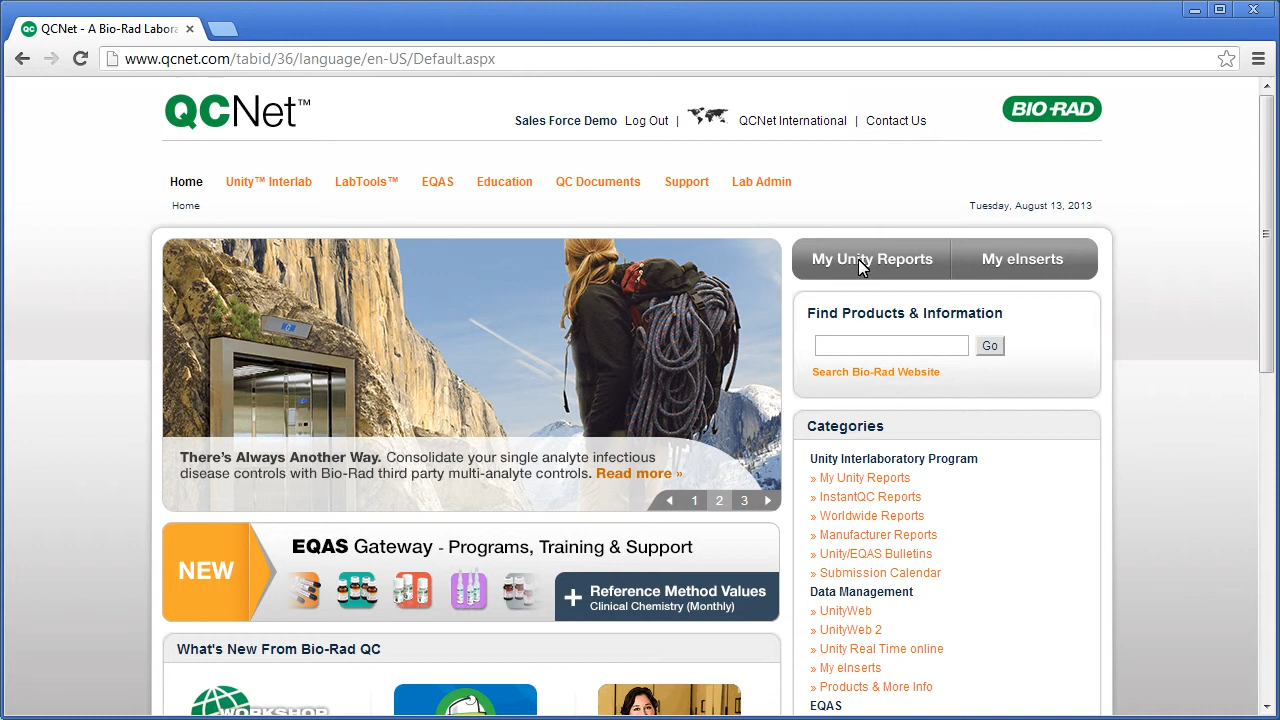 QCNet - A Bio-Rad Labora
www.qcnet.com/tabid/36/language/en-US/Default.aspx
QCNet™
Sales Force Demo Log Out | QCNet International | Contact Us
BIO-RAD
Home Unity™ Interlab LabTools™ EQAS Education QC Documents Support Lab Admin
Home
Tuesday, August 13, 2013
My Unity Reports
My eInserts
Find Products & Information
Go
Search Bio-Rad Website
There's Always Another Way. Consolidate your single analyte infectious
disease controls with Bio-Rad third party multi-analyte controls. Read more »
1 2 3
NEW
EQAS Gateway - Programs, Training & Support
+ Reference Method Values
Clinical Chemistry (Monthly)
What's New From Bio-Rad QC
WORKSHOP
Categories
Unity Interlaboratory Program
» My Unity Reports
» InstantQC Reports
» Worldwide Reports
» Manufacturer Reports
» Unity/EQAS Bulletins
» Submission Calendar
Data Management
» UnityWeb
» UnityWeb 2
» Unity Real Time online
» My eInserts
» Products & More Info
EQAS